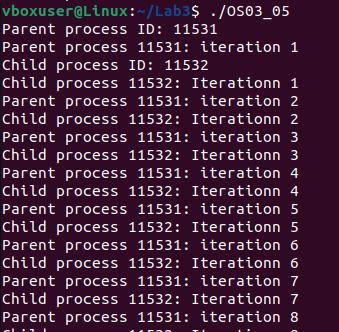 vboxuser@Linux:~/Lab3$ ./OS03_05
Parent process ID: 11531
Parent process 11531: iteration 1
Child process ID: 11532
Child process 11532: Iterationn 1
Parent process 11531: iteration 2
Child process 11532: Iterationn 2
Parent process 11531: iteration 3
Child process 11532: Iterationn 3
Parent process 11531: iteration 4
Child process 11532: Iterationn 4
Parent process 11531: iteration 5
Child process 11532: Iterationn 5
Parent process 11531: iteration 6
Child process 11532: Iterationn 6
Parent process 11531: iteration 7
Child process 11532: Iterationn 7
Parent process 11531: iteration 8